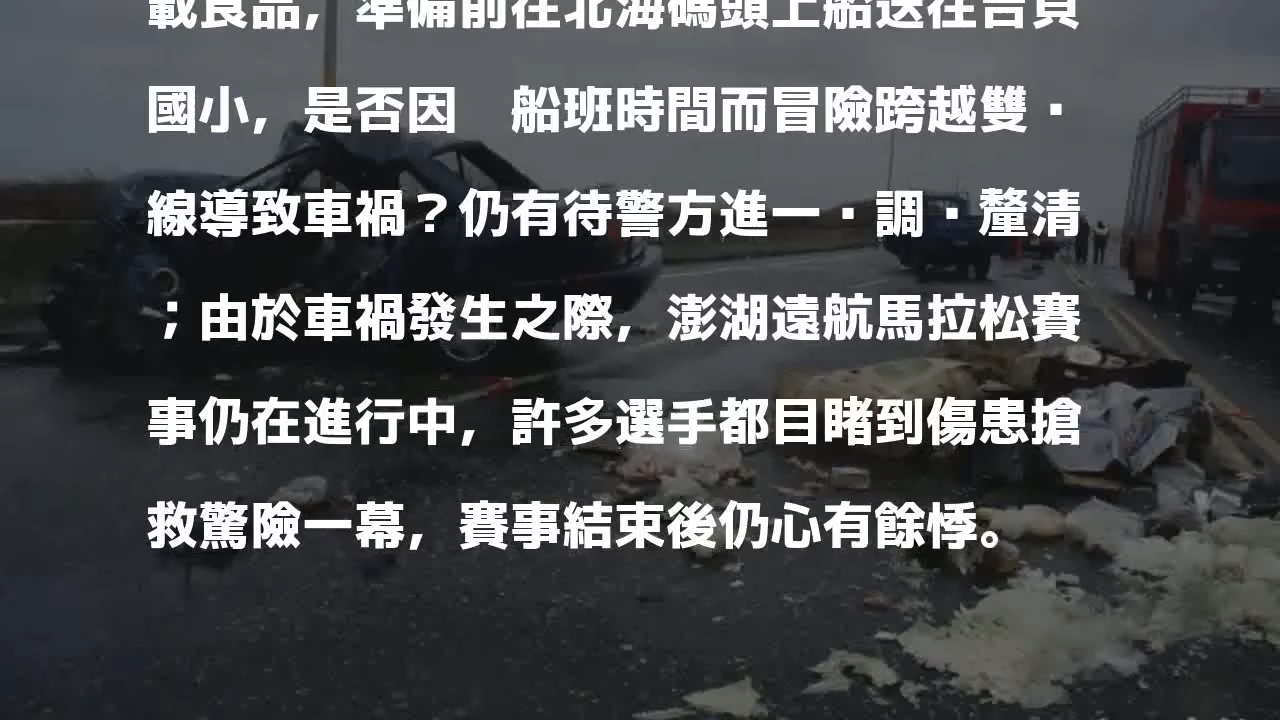 載食品，準備前往北海碼頭上船送往合頁
國小，是否因　船班時間而冒險跨越雙·
線導致車禍？仍有待警方進一·調·釐清
；由於車禍發生之際，澎湖遠航馬拉松賽
事仍在進行中，許多選手都目睹到傷患搶
救驚險一幕，賽事結束後仍心有餘悸。